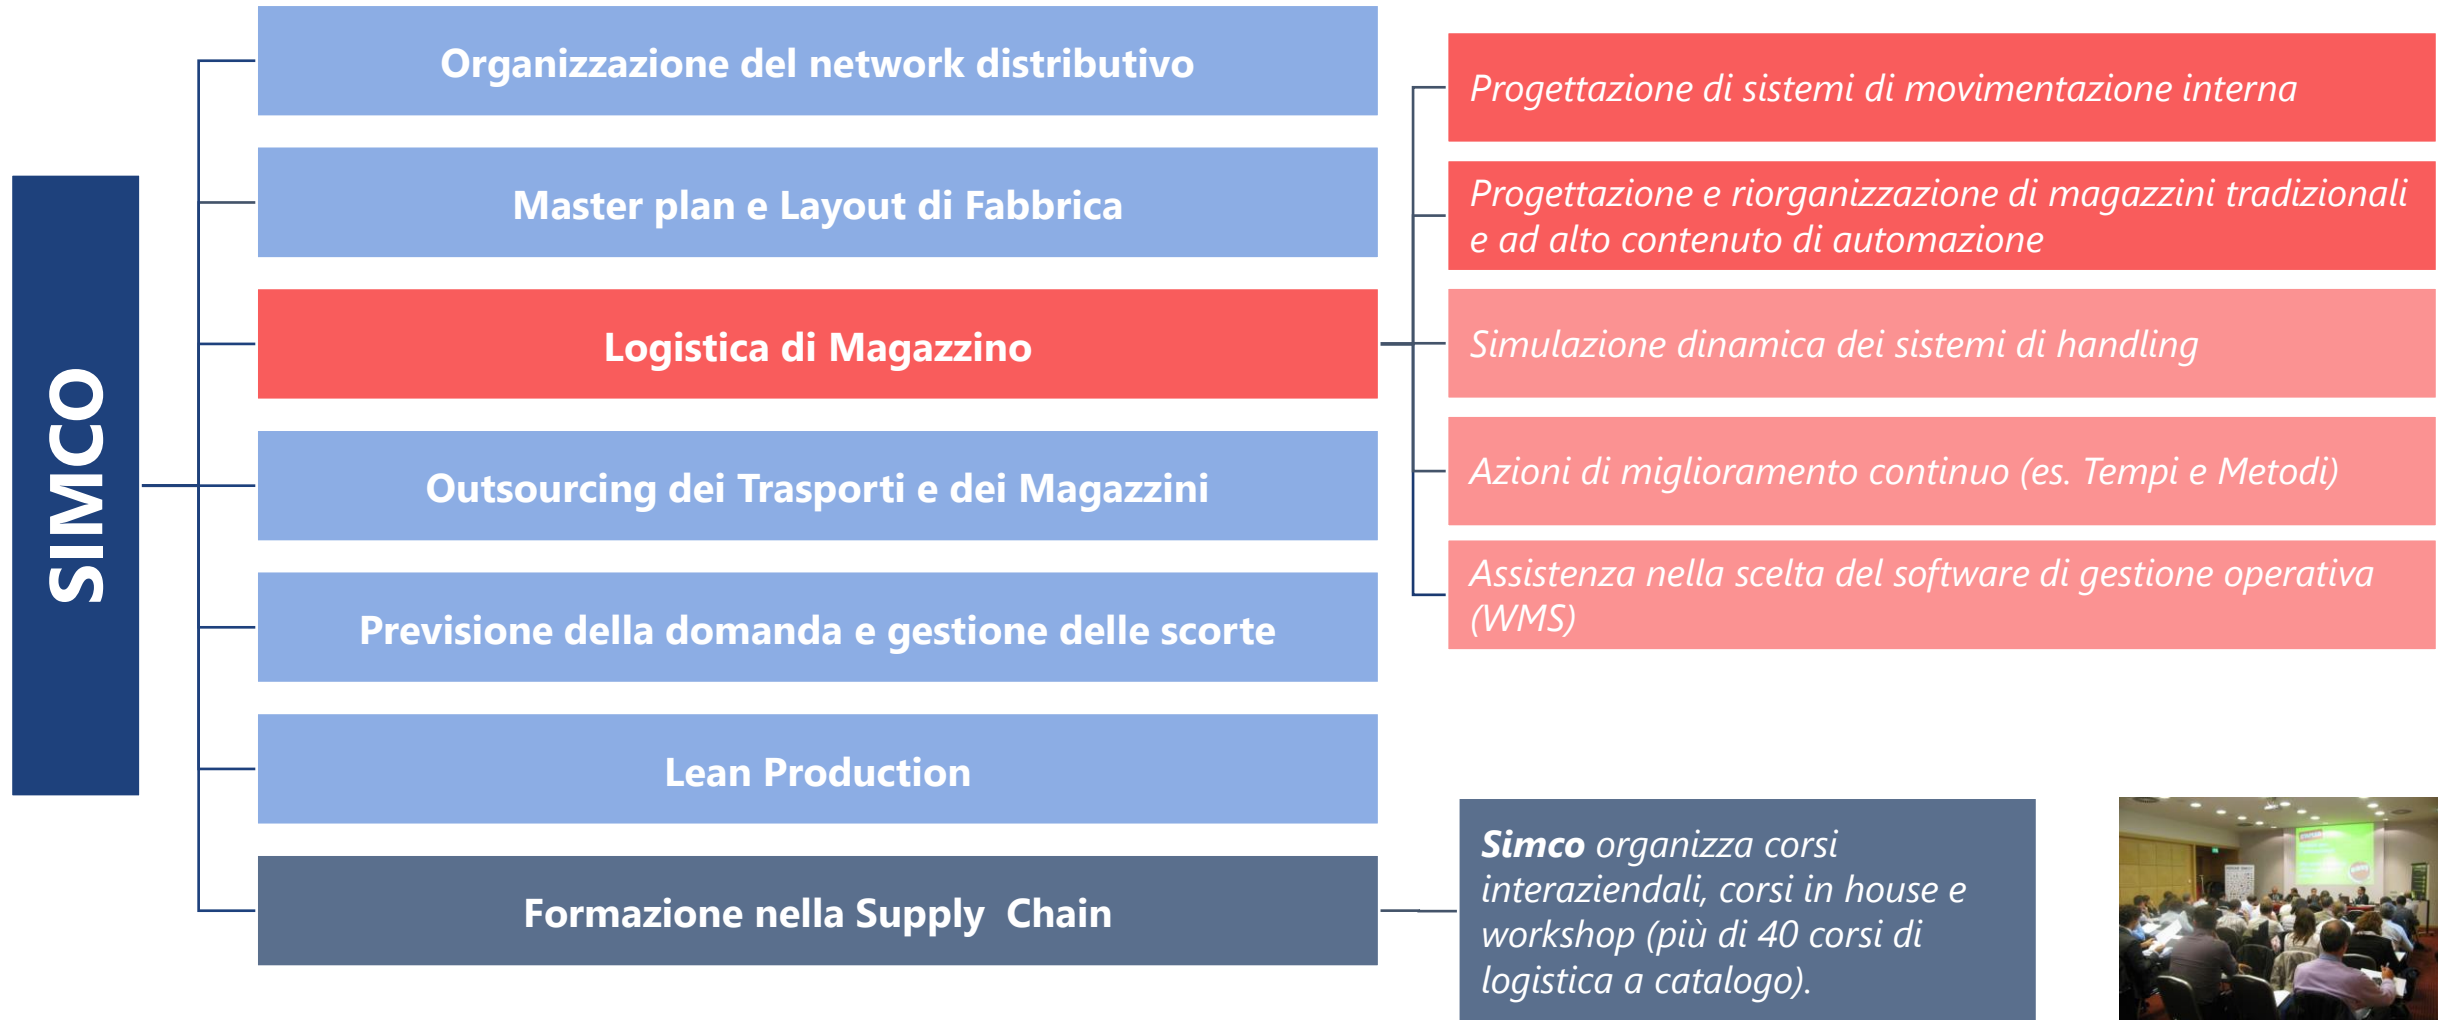 SIMCO
Organizzazione del network distributivo
Master plan e Layout di Fabbrica
Logistica di Magazzino
Outsourcing dei Trasporti e dei Magazzini
Previsione della domanda e gestione delle scorte
Lean Production
Formazione nella Supply Chain
Progettazione di sistemi di movimentazione interna
Progettazione e riorganizzazione di magazzini tradizionali
e ad alto contenuto di automazione
Simulazione dinamica dei sistemi di handling
Azioni di miglioramento continuo (es. Tempi e Metodi)
Assistenza nella scelta del software di gestione operativa
(WMS)
Simco organizza corsi
interaziendali, corsi in house e
workshop (più di 40 corsi di
logistica a catalogo).